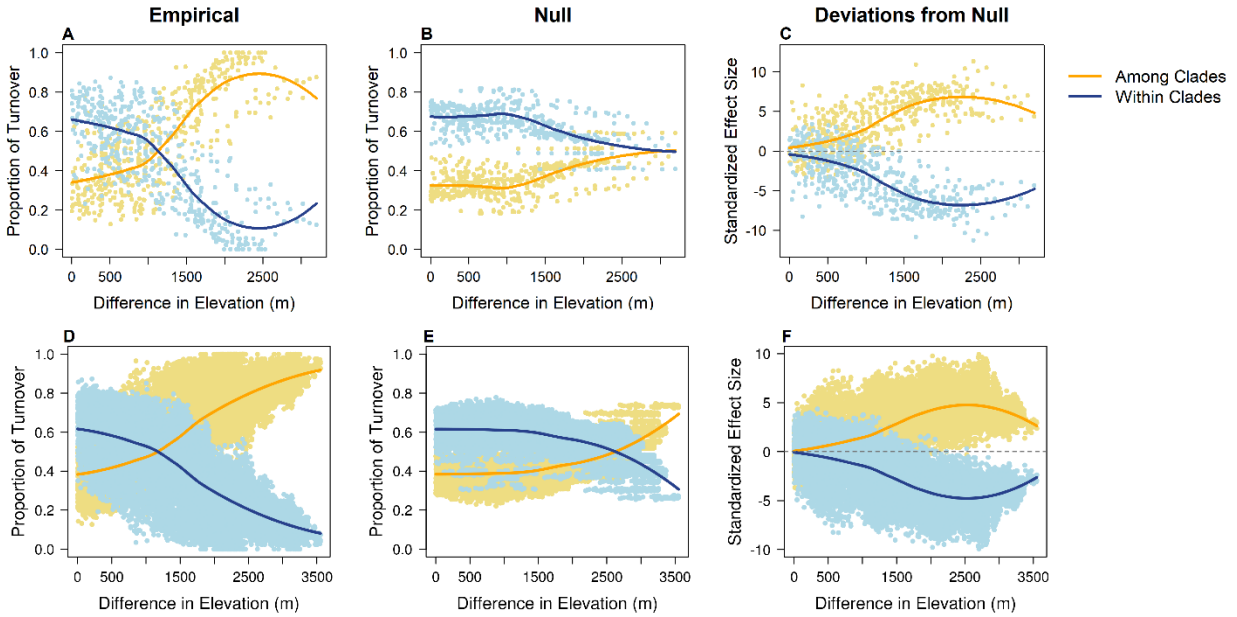 Empirical
Null
Deviations from Null
A
Proportion of Turnover
1.0
0.8
0.6
0.4
0.2
0.0
0
500
1500
2500
Difference in Elevation (m)
B
Proportion of Turnover
1.0
0.8
0.6
0.4
0.2
0.0
0
500
1500
2500
Difference in Elevation (m)
C
Standardized Effect Size
10
5
0
-5
-10
0
500
1500
2500
Difference in Elevation (m)
Among Clades
Within Clades
D
Proportion of Turnover
1.0
0.8
0.6
0.4
0.2
0.0
0
500
1500
2500
3500
Difference in Elevation (m)
E
Proportion of Turnover
1.0
0.8
0.6
0.4
0.2
0.0
0
500
1500
2500
3500
Difference in Elevation (m)
F
Standardized Effect Size
10
5
0
-5
-10
0
500
1500
2500
3500
Difference in Elevation (m)